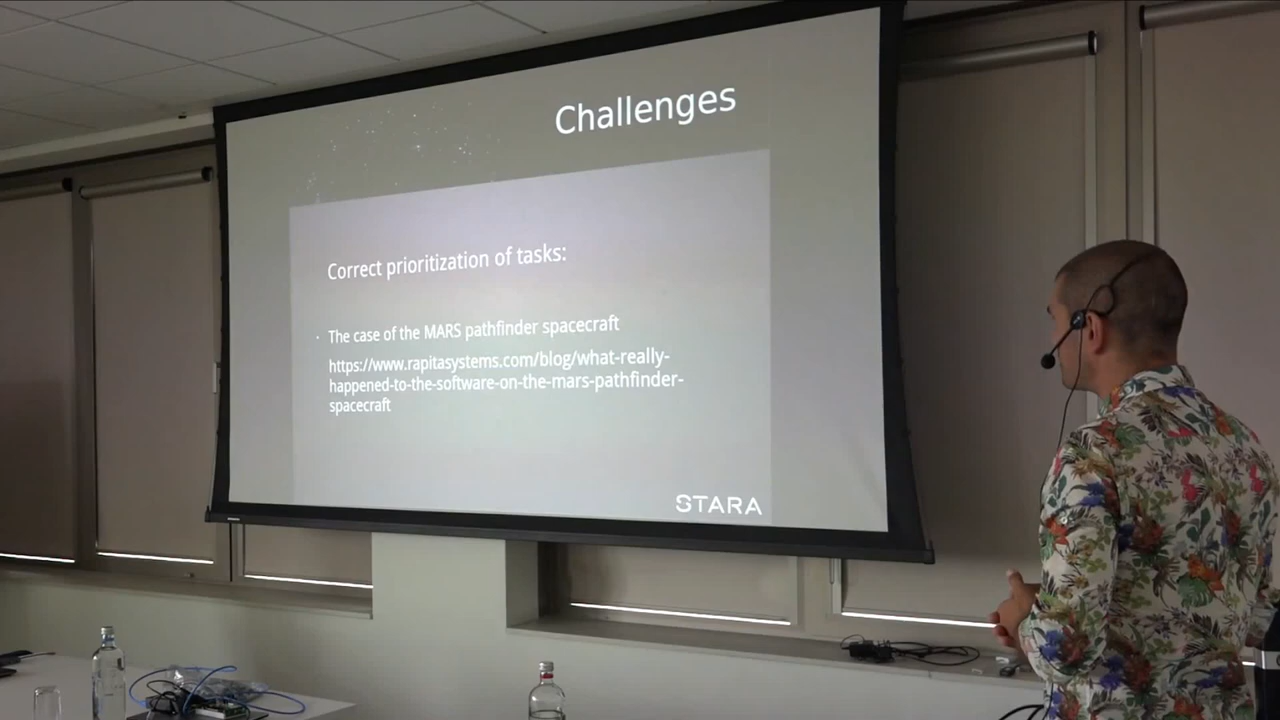 Challenges
Correct prioritization of tasks:
· The case of the MARS pathfinder spacecraft
https://www.rapitasystems.com/blog/what-really-
happened-to-the-software-on-the-mars-pathfinder-
spacecraft
STARA